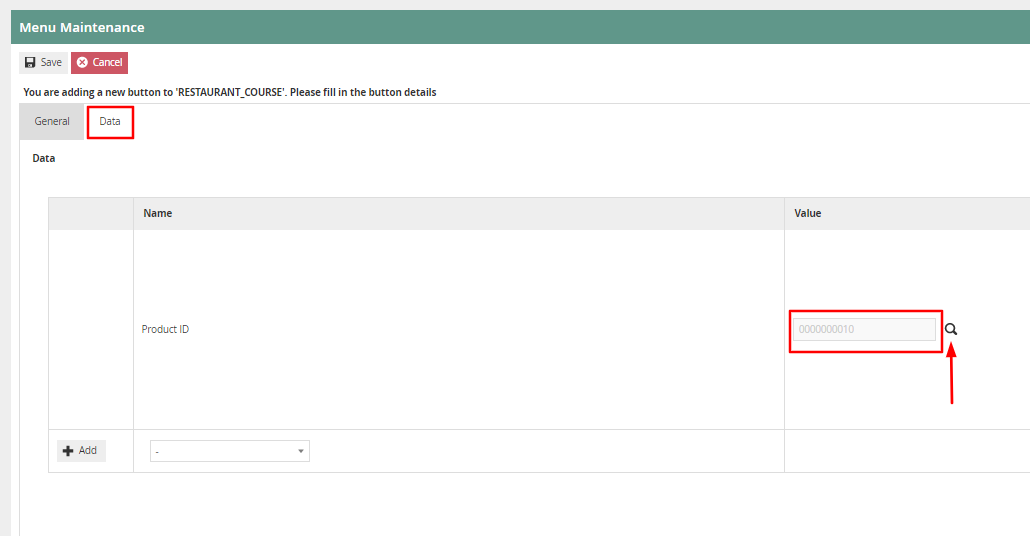 Menu Maintenance
Save Cancel
You are adding a new button to 'RESTAURANT_COURSE'. Please fill in the button details
General Data
Data
Name Value
Product ID 0000000010
Add -